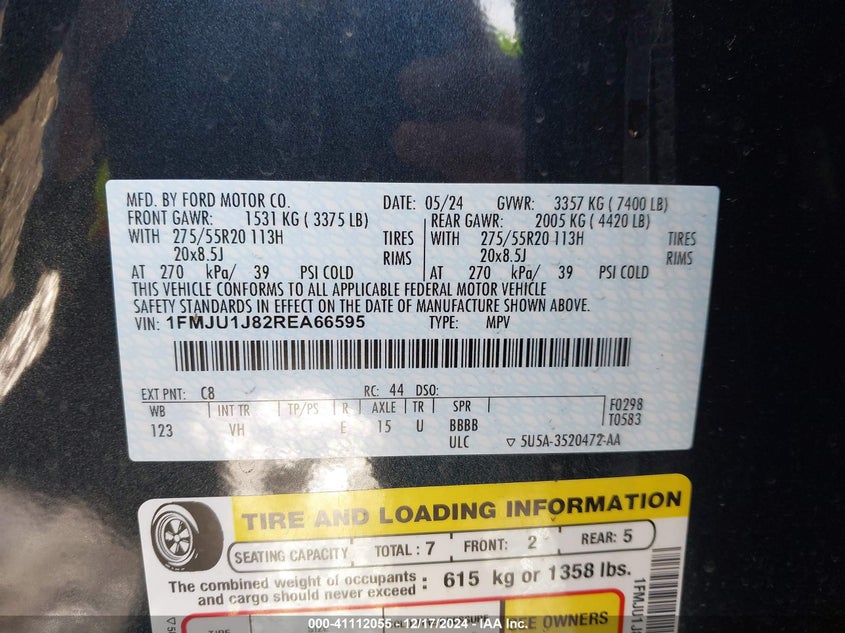 MFD. BY FORD MOTOR CO. DATE: 05/24 GVWR: 3357 KG ( 7400 LB)
FRONT GAWR: 1531 KG ( 3375 LB) REAR GAWR: 2005 KG ( 4420 LB)
WITH 275/55R20 113H TIRES WITH 275/55R20 113H TIRES
20x8.5J RIMS 20x8.5J RIMS
AT 270 kPa/ 39 PSI COLD AT 270 kPa/ 39 PSI COLD
THIS VEHICLE CONFORMS TO ALL APPLICABLE FEDERAL MOTOR VEHICLE
SAFETY STANDARDS IN EFFECT ON THE DATE OF MANUFACTURE SHOWN ABOVE.
VIN: 1FMJU1J82REA66595 TYPE: MPV
EXT PNT: C8 RC: 44 DSO:
WB INT TR TP/PS R AXLE TR SPR F0298
123 VH E 15 U BBBB T0583
ULC ▽ 5U5A-3520472-AA
TIRE AND LOADING INFORMATION
SEATING CAPACITY TOTAL : 7 FRONT: 2 REAR: 5
The combined weight of occupants and cargo should never exceed : 615 kg or 1358 lbs.
1FMJU1J
OWNERS
000-41112055 - 12/17/2024 - IAA Inc.